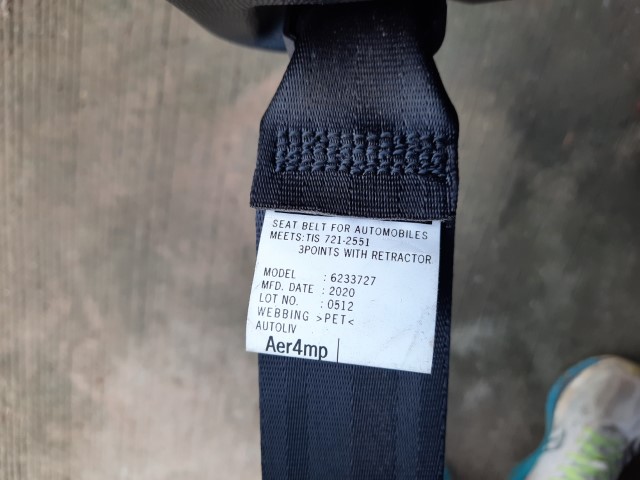 SEAT BELT FOR AUTOMOBILES
MEETS:TIS 721-2551
3POINTS WITH RETRACTOR
MODEL : 6233727
MFD. DATE : 2020
LOT NO. : 0512
WEBBING >PET<
AUTOLIV
Aer4mp